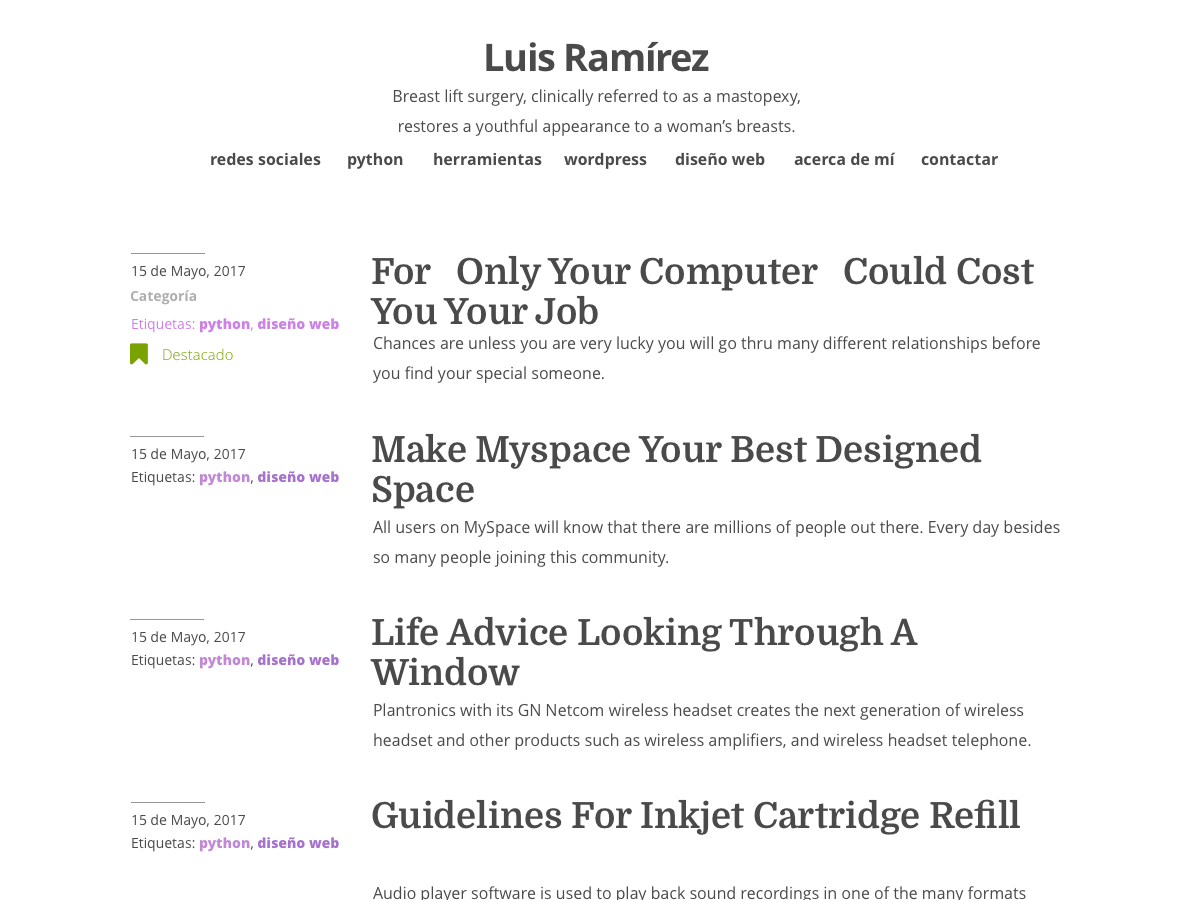 Luis Ramírez
Breast lift surgery, clinically referred to as a mastopexy,
restores a youthful appearance to a woman’s breasts.
redes sociales python herramientas wordpress diseño web acerca de mí contactar
15 de Mayo, 2017
Categoría
Etiquetas: python, diseño web
Destacado
For Only Your Computer Could Cost
You Your Job
Chances are unless you are very lucky you will go thru many different relationships before
you find your special someone.
15 de Mayo, 2017
Etiquetas: python, diseño web
Make Myspace Your Best Designed
Space
All users on MySpace will know that there are millions of people out there. Every day besides
so many people joining this community.
15 de Mayo, 2017
Etiquetas: python, diseño web
Life Advice Looking Through A
Window
Plantronics with its GN Netcom wireless headset creates the next generation of wireless
headset and other products such as wireless amplifiers, and wireless headset telephone.
15 de Mayo, 2017
Etiquetas: python, diseño web
Guidelines For Inkjet Cartridge Refill
Audio player software is used to play back sound recordings in one of the many formats